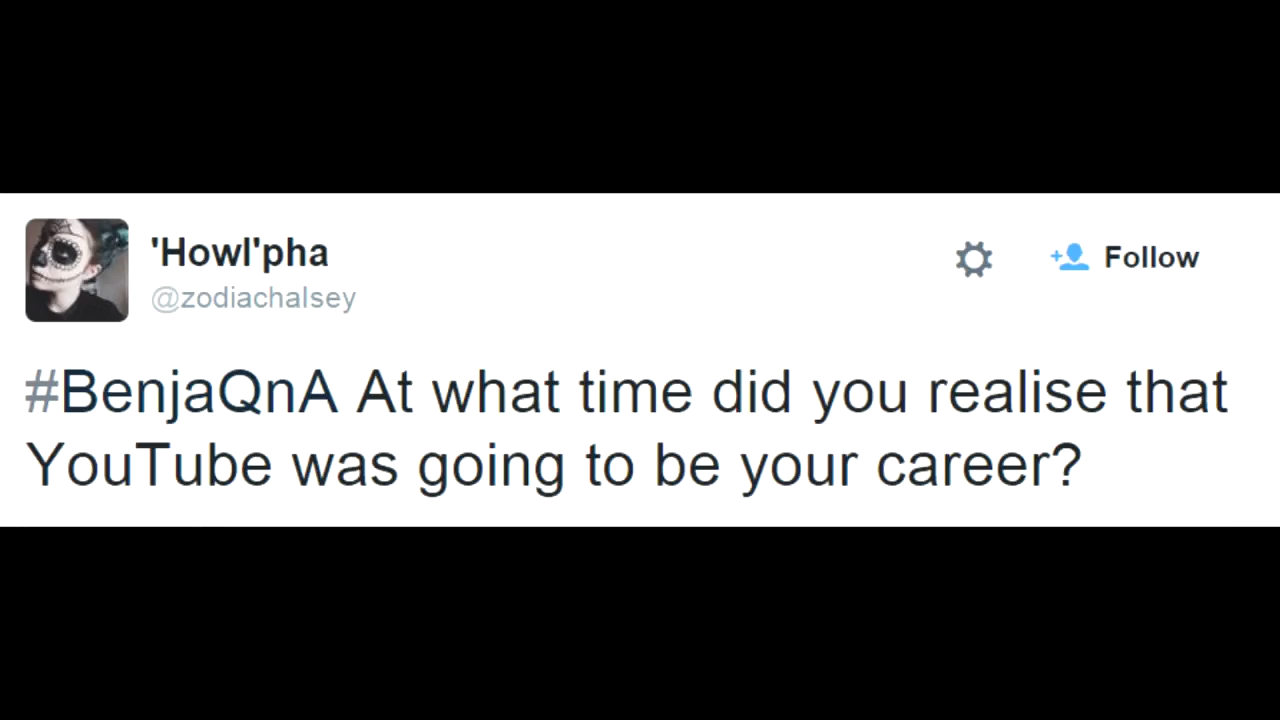 'Howl'pha
@zodiachalsey
Follow
#BenjaQnA At what time did you realise that
YouTube was going to be your career?